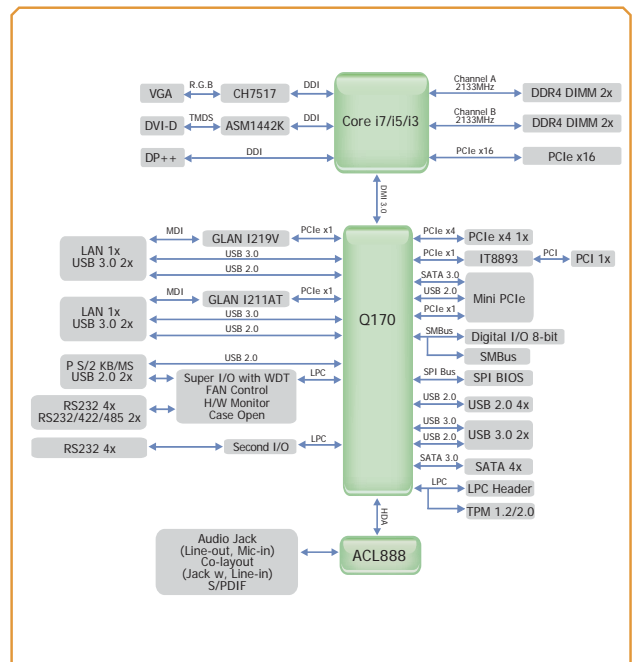 VGA
R.G.B
CH7517
DDI
Core i7/i5/i3
Channel A
2133MHz
DDR4 DIMM 2x
DVI-D
TMDS
ASM1442K
DDI
Channel B
2133MHz
DDR4 DIMM 2x
DP++
DDI
PCIe x16
PCIe x16
DMI 3.0
LAN 1x
USB 3.0 2x
MDI
GLAN I219V
PCIe x1
USB 3.0
USB 2.0
LAN 1x
USB 3.0 2x
MDI
GLAN I211AT
PCIe x1
USB 3.0
USB 2.0
Q170
PCIe x4
PCIe x4 1x
PCIe x1
IT8893
PCI
PCI 1x
SATA 3.0
USB 2.0
PCIe x1
Mini PCIe
SMBus
Digital I/O 8-bit
SMBus
P S/2 KB/MS
USB 2.0 2x
USB 2.0
Super I/O with WDT
FAN Control
H/W Monitor
Case Open
LPC
RS232 4x
RS232/422/485 2x
RS232 4x
Second I/O
LPC
SPI Bus
SPI BIOS
USB 2.0
USB 2.0 4x
USB 3.0
USB 2.0
USB 3.0 2x
SATA 3.0
SATA 4x
LPC
LPC Header
TPM 1.2/2.0
HDA
Audio Jack
(Line-out, Mic-in)
Co-layout
(Jack w, Line-in)
S/PDIF
ACL888